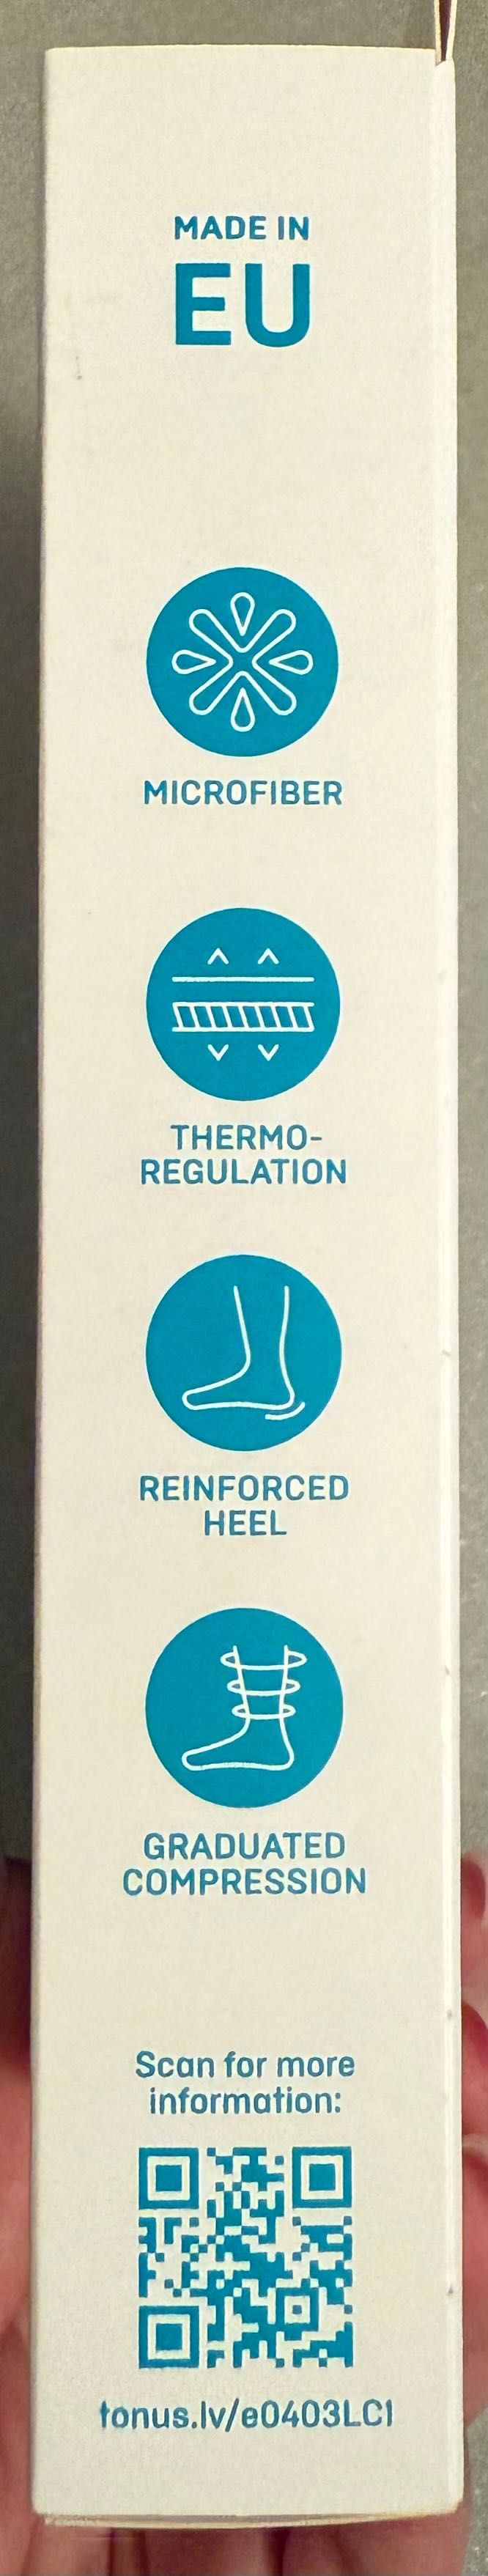 MADE IN
EU
MICROFIBER
THERMO-
REGULATION
REINFORCED
HEEL
GRADUATED
COMPRESSION
Scan for more
information:
tonus.lv/e0403LC1